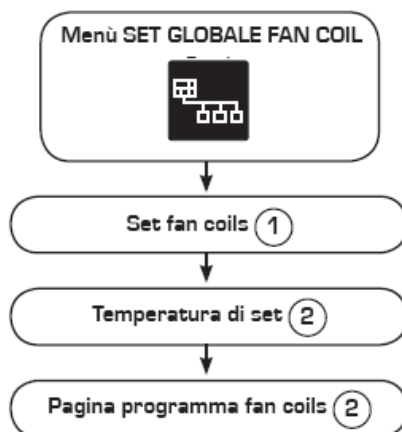 Menù SET GLOBALE FAN COIL
Set fan coils 1
Temperatura di set 2
Pagina programma fan coils 2